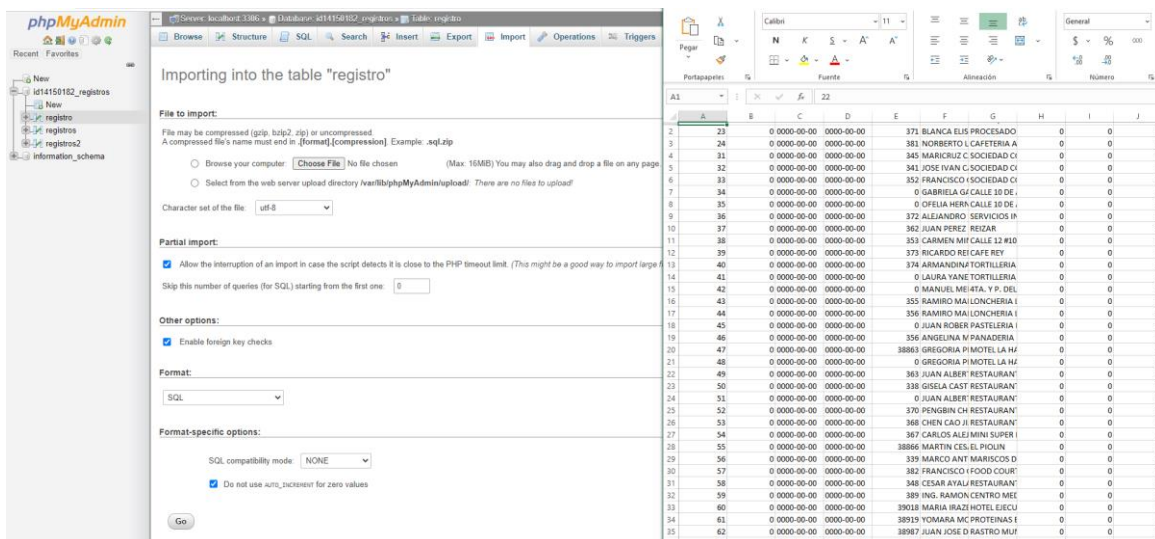 phpMyAdmin
Recent Favorites
New
id14150182_registros
New
registro
registros
registros2
information_schema
Server: localhost:3306 » Database: id14150182_registros » Table: registro
Browse Structure SQL Search Insert Export Import Operations Triggers
Importing into the table "registro"
File to import:
File may be compressed (gzip, bzip2, zip) or uncompressed.
A compressed file's name must end in .[format].[compression]. Example: .sql.zip
Browse your computer: Choose File No file chosen (Max: 16MiB) You may also drag and drop a file on any page.
Select from the web server upload directory /var/lib/phpMyAdmin/upload/: There are no files to upload!
Character set of the file: utf-8
Partial import:
Allow the interruption of an import in case the script detects it is close to the PHP timeout limit. (This might be a good way to import large f
Skip this number of queries (for SQL) starting from the first one: 0
Other options:
Enable foreign key checks
Format:
SQL
Format-specific options:
SQL compatibility mode: NONE
Do not use AUTO_INCREMENT for zero values
Go
Pegar
Calibri 11
N K S A A
General
$ % 000
Portapapeles Fuente Alineación Número
A1 fx 22
A B C D E F G H I J
2 23 0 0000-00-00 0000-00-00 371 BLANCA ELIS PROCESADO 0 0
3 24 0 0000-00-00 0000-00-00 381 NORBERTO L CAFETERIA A 0 0
4 31 0 0000-00-00 0000-00-00 345 MARICRUZ C SOCIEDAD CO 0 0
5 32 0 0000-00-00 0000-00-00 341 JOSE IVAN C SOCIEDAD CO 0 0
6 33 0 0000-00-00 0000-00-00 352 FRANCISCO SOCIEDAD CO 0 0
7 34 0 0000-00-00 0000-00-00 0 GABRIELA GA CALLE 10 DE 0 0
8 35 0 0000-00-00 0000-00-00 0 OFELIA HERN CALLE 10 DE 0 0
9 36 0 0000-00-00 0000-00-00 372 ALEJANDRO SERVICIOS IN 0 0
10 37 0 0000-00-00 0000-00-00 362 JUAN PEREZ REIZAR 0 0
11 38 0 0000-00-00 0000-00-00 353 CARMEN MIR CALLE 12 #10 0 0
12 39 0 0000-00-00 0000-00-00 373 RICARDO REI CAFE REY 0 0
13 40 0 0000-00-00 0000-00-00 374 ARMANDINA TORTILLERIA 0 0
14 41 0 0000-00-00 0000-00-00 0 LAURA YANE TORTILLERIA 0 0
15 42 0 0000-00-00 0000-00-00 0 MANUEL ME 4TA. Y P. DEL 0 0
16 43 0 0000-00-00 0000-00-00 355 RAMIRO MA LONCHERIA L 0 0
17 44 0 0000-00-00 0000-00-00 356 RAMIRO MA LONCHERIA L 0 0
18 45 0 0000-00-00 0000-00-00 0 JUAN ROBER PASTELERIA 0 0
19 46 0 0000-00-00 0000-00-00 356 ANGELINA M PANADERIA 0 0
20 47 0 0000-00-00 0000-00-00 38863 GREGORIA P MOTEL LA HA 0 0
21 48 0 0000-00-00 0000-00-00 0 GREGORIA P MOTEL LA HA 0 0
22 49 0 0000-00-00 0000-00-00 363 JUAN ALBER RESTAURAN 0 0
23 50 0 0000-00-00 0000-00-00 338 GISELA CAST RESTAURAN 0 0
24 51 0 0000-00-00 0000-00-00 0 JUAN ALBER RESTAURAN 0 0
25 52 0 0000-00-00 0000-00-00 370 PENGBIN CH RESTAURAN 0 0
26 53 0 0000-00-00 0000-00-00 368 CHEN CAO JI RESTAURAN 0 0
27 54 0 0000-00-00 0000-00-00 367 CARLOS ALEJ MINI SUPER 0 0
28 55 0 0000-00-00 0000-00-00 38866 MARTIN CES EL PIOLIN 0 0
29 56 0 0000-00-00 0000-00-00 339 MARCO ANT MARISCOS D 0 0
30 57 0 0000-00-00 0000-00-00 382 FRANCISCO FOOD COURT 0 0
31 58 0 0000-00-00 0000-00-00 348 CESAR AYAL RESTAURAN 0 0
32 59 0 0000-00-00 0000-00-00 389 ING. RAMON CENTRO MED 0 0
33 60 0 0000-00-00 0000-00-00 39018 MARIA IRAZE HOTEL EJECU 0 0
34 61 0 0000-00-00 0000-00-00 38919 YOMARA MC PROTEINAS 0 0
35 62 0 0000-00-00 0000-00-00 38987 JUAN JOSE D RASTRO MUN 0 0